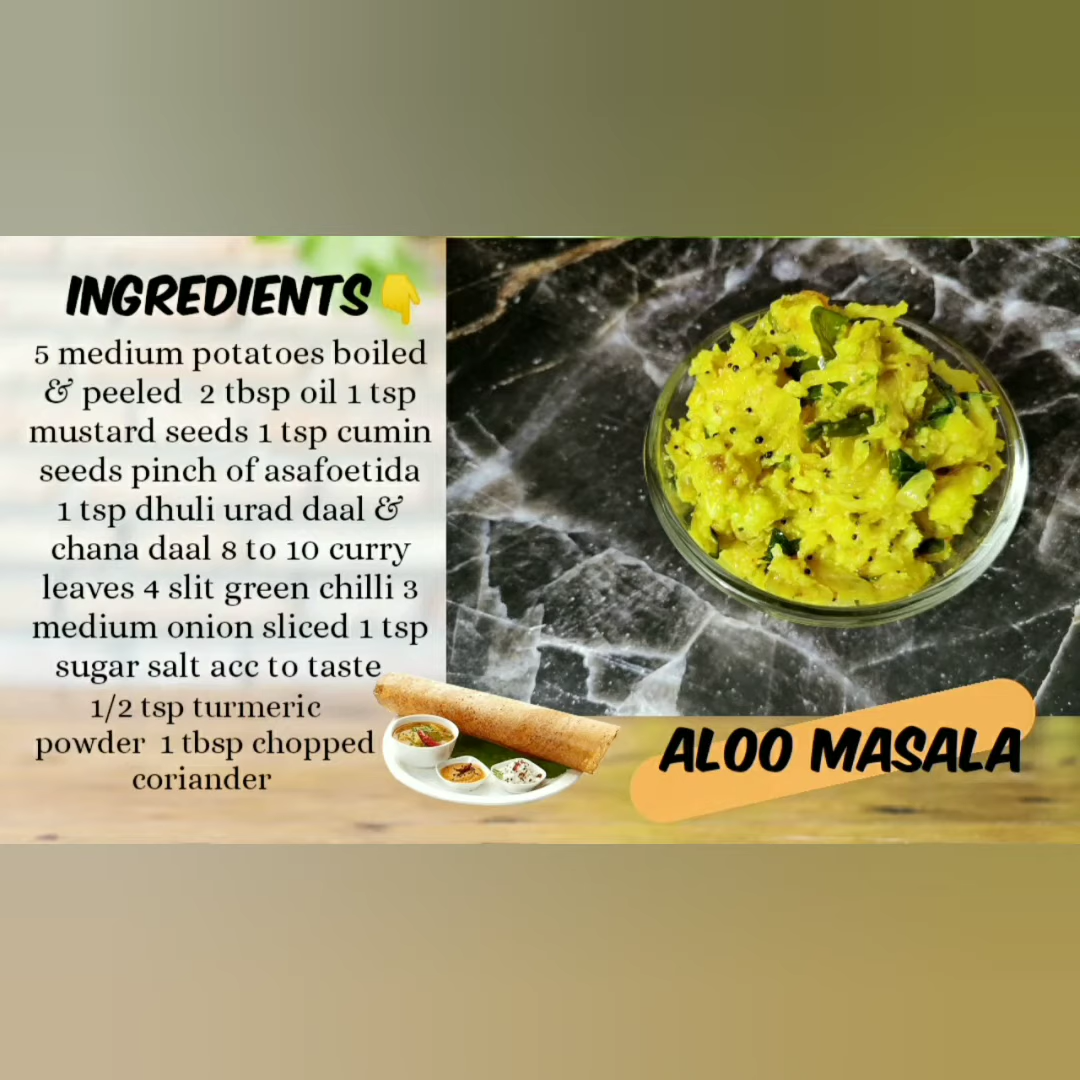 INGREDIENTS👇
5 medium potatoes boiled
& peeled 2 tbsp oil 1 tsp
mustard seeds 1 tsp cumin
seeds pinch of asafoetida
1 tsp dhuli urad daal &
chana daal 8 to 10 curry
leaves 4 slit green chilli 3
medium onion sliced 1 tsp
sugar salt acc to taste
1/2 tsp turmeric
powder 1 tbsp chopped
coriander
ALOO MASALA